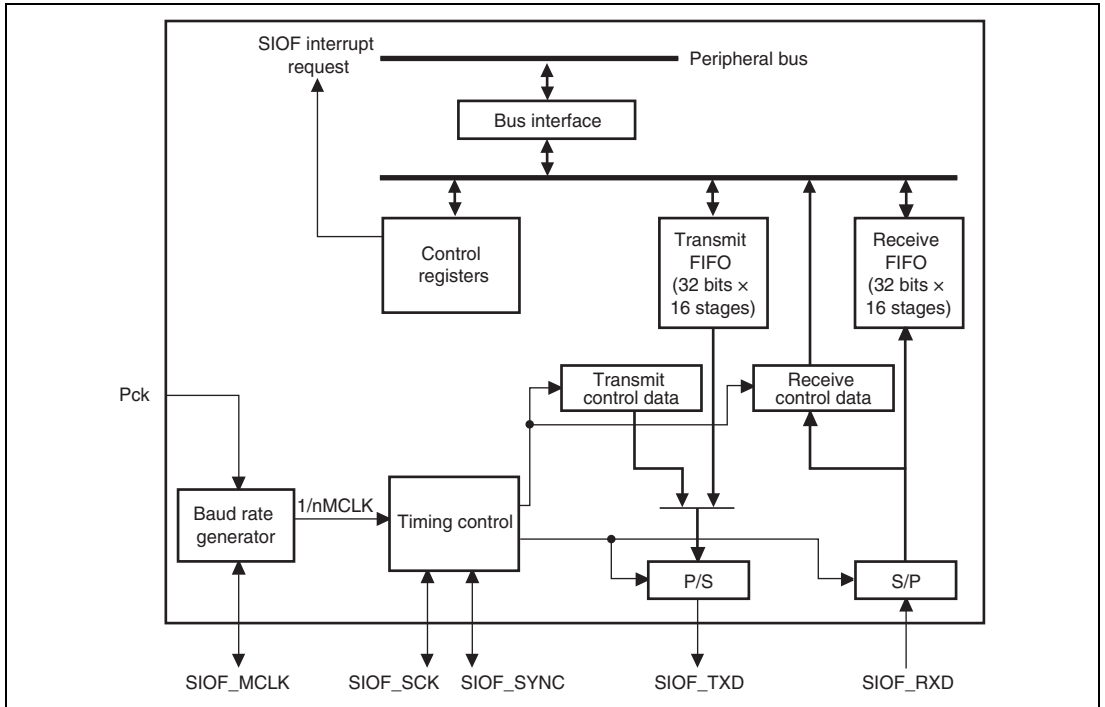 SIOF interrupt
request
Peripheral bus
Bus interface
Control
registers
Transmit
FIFO
(32 bits ×
16 stages)
Receive
FIFO
(32 bits ×
16 stages)
Transmit
control data
Receive
control data
Pck
Baud rate
generator
1/nMCLK
Timing control
P/S
S/P
SIOF_MCLK
SIOF_SCK
SIOF_SYNC
SIOF_TXD
SIOF_RXD